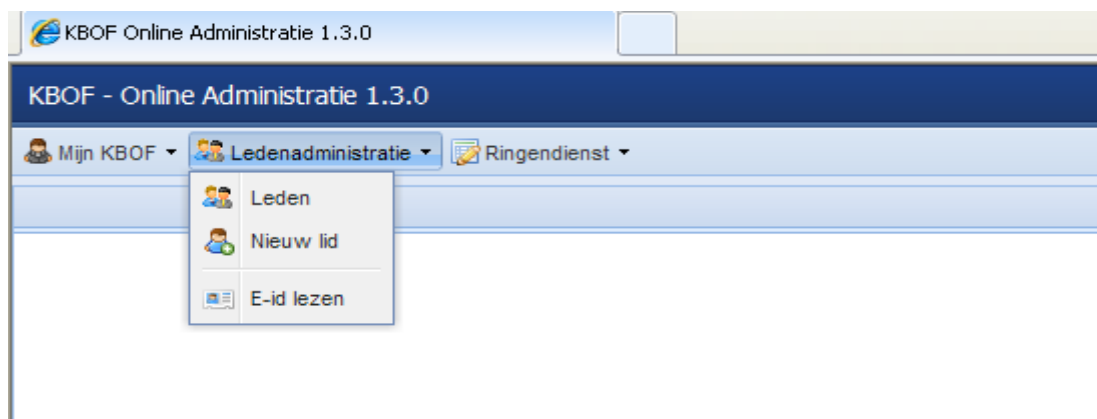 KBOF Online Administratie 1.3.0
KBOF - Online Administratie 1.3.0
Mijn KBOF Ledenadministratie Ringendienst
Leden
Nieuw lid
E-id lezen